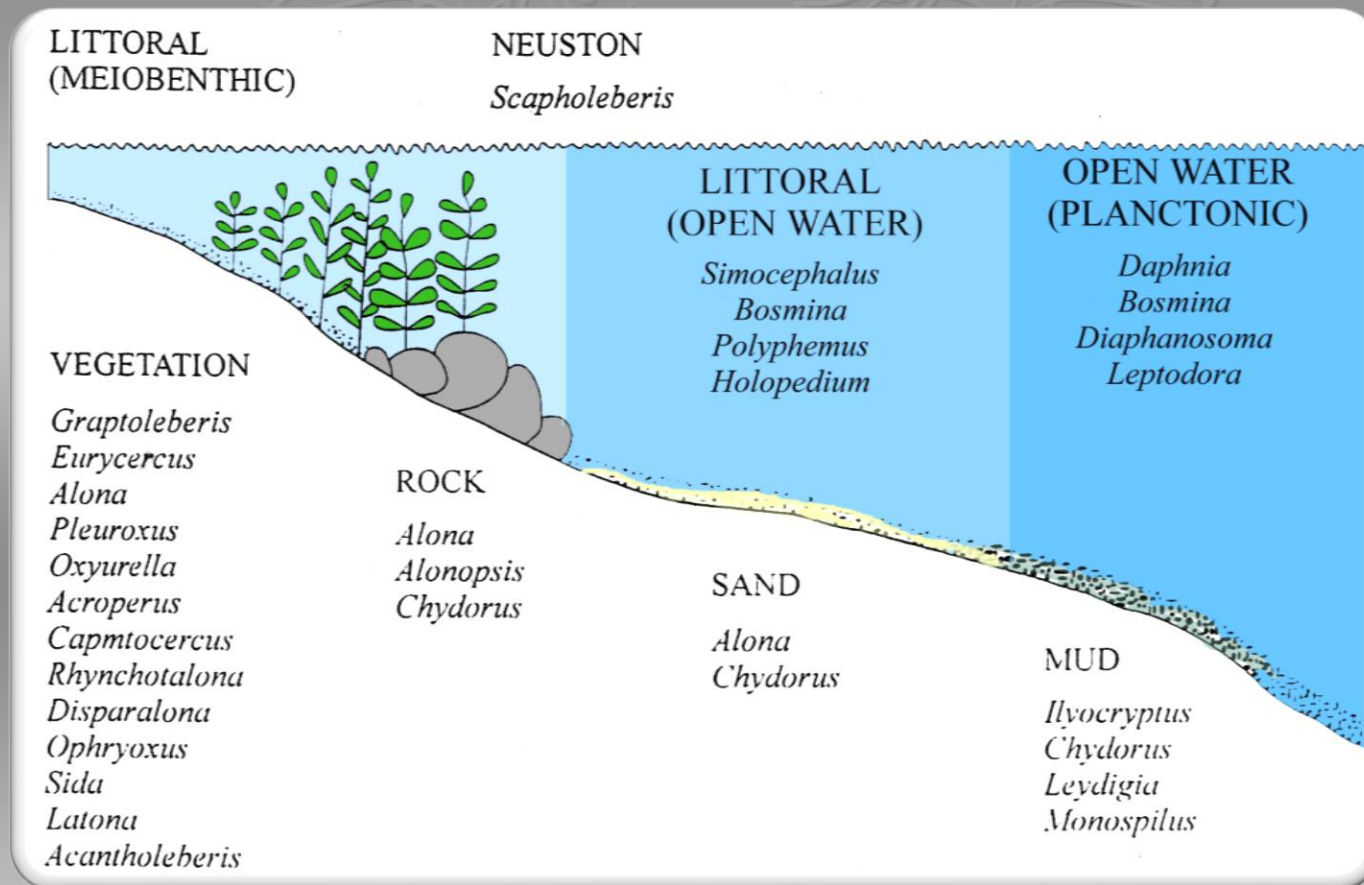 LITTORAL
(MEIOBENTHIC)
NEUSTON
Scapholeberis
LITTORAL
(OPEN WATER)
Simocephalus
Bosmina
Polyphemus
Holopedium
OPEN WATER
(PLANCTONIC)
Daphnia
Bosmina
Diaphanosoma
Leptodora
VEGETATION
Graptoleberis
Eurycercus
Alona
Pleuroxus
Oxyurella
Acroperus
Capmtocercus
Rhynchotalona
Disparalona
Ophryoxus
Sida
Latona
Acantholeberis
ROCK
Alona
Alonopsis
Chydorus
SAND
Alona
Chydorus
MUD
Ilyocryptus
Chydorus
Leydigia
Monospilus